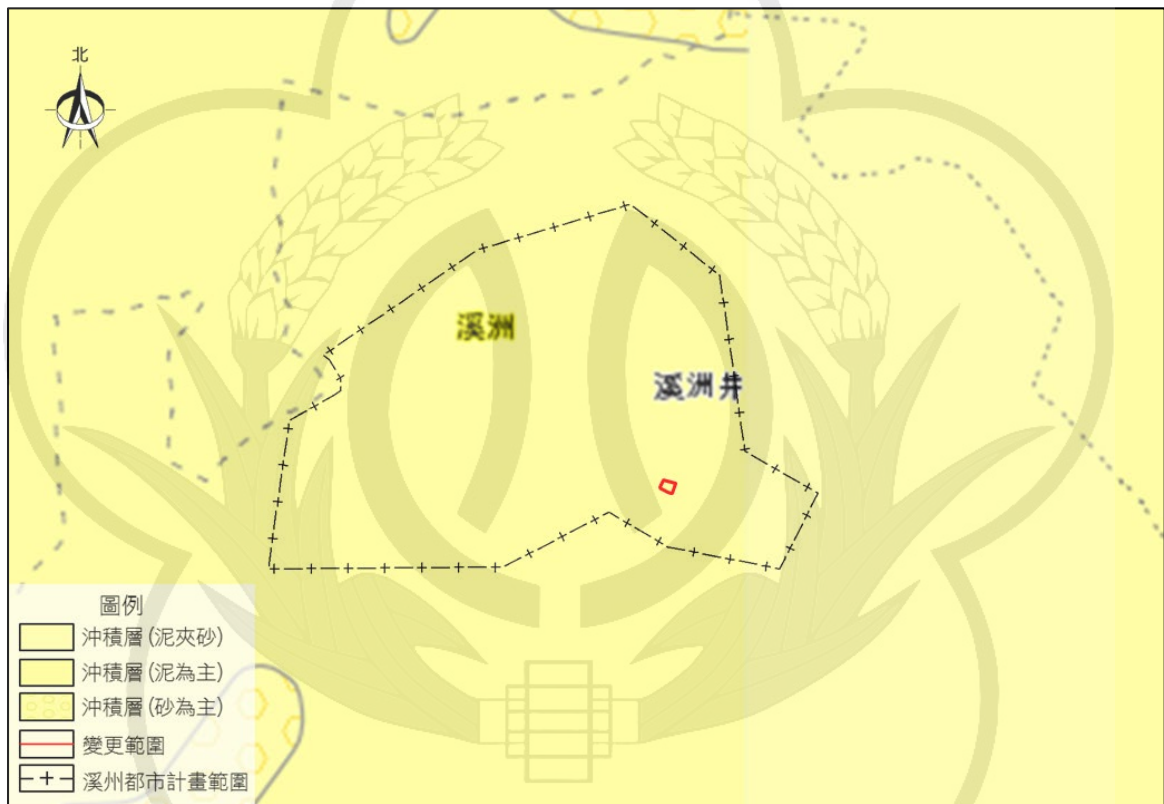 北
溪洲
溪洲井
圖例
沖積層(泥夾砂)
沖積層(泥為主)
沖積層(砂為主)
變更範圍
溪州都市計畫範圍